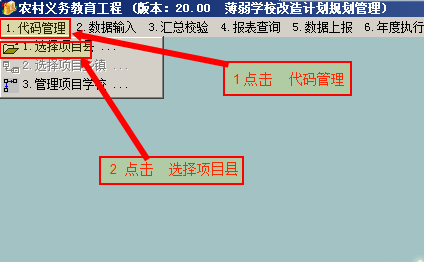 农村义务教育工程 (版本: 20.00 薄弱学校改造计划规划管理)
1.代码管理 2.数据输入 3.汇总校验 4.报表查询 5.数据上报 6.年度执行
1.选择项目县 ...
2.选择项目乡镇 ...
3.管理项目学校 ...
1 点击 代码管理
2 点击 选择项目县